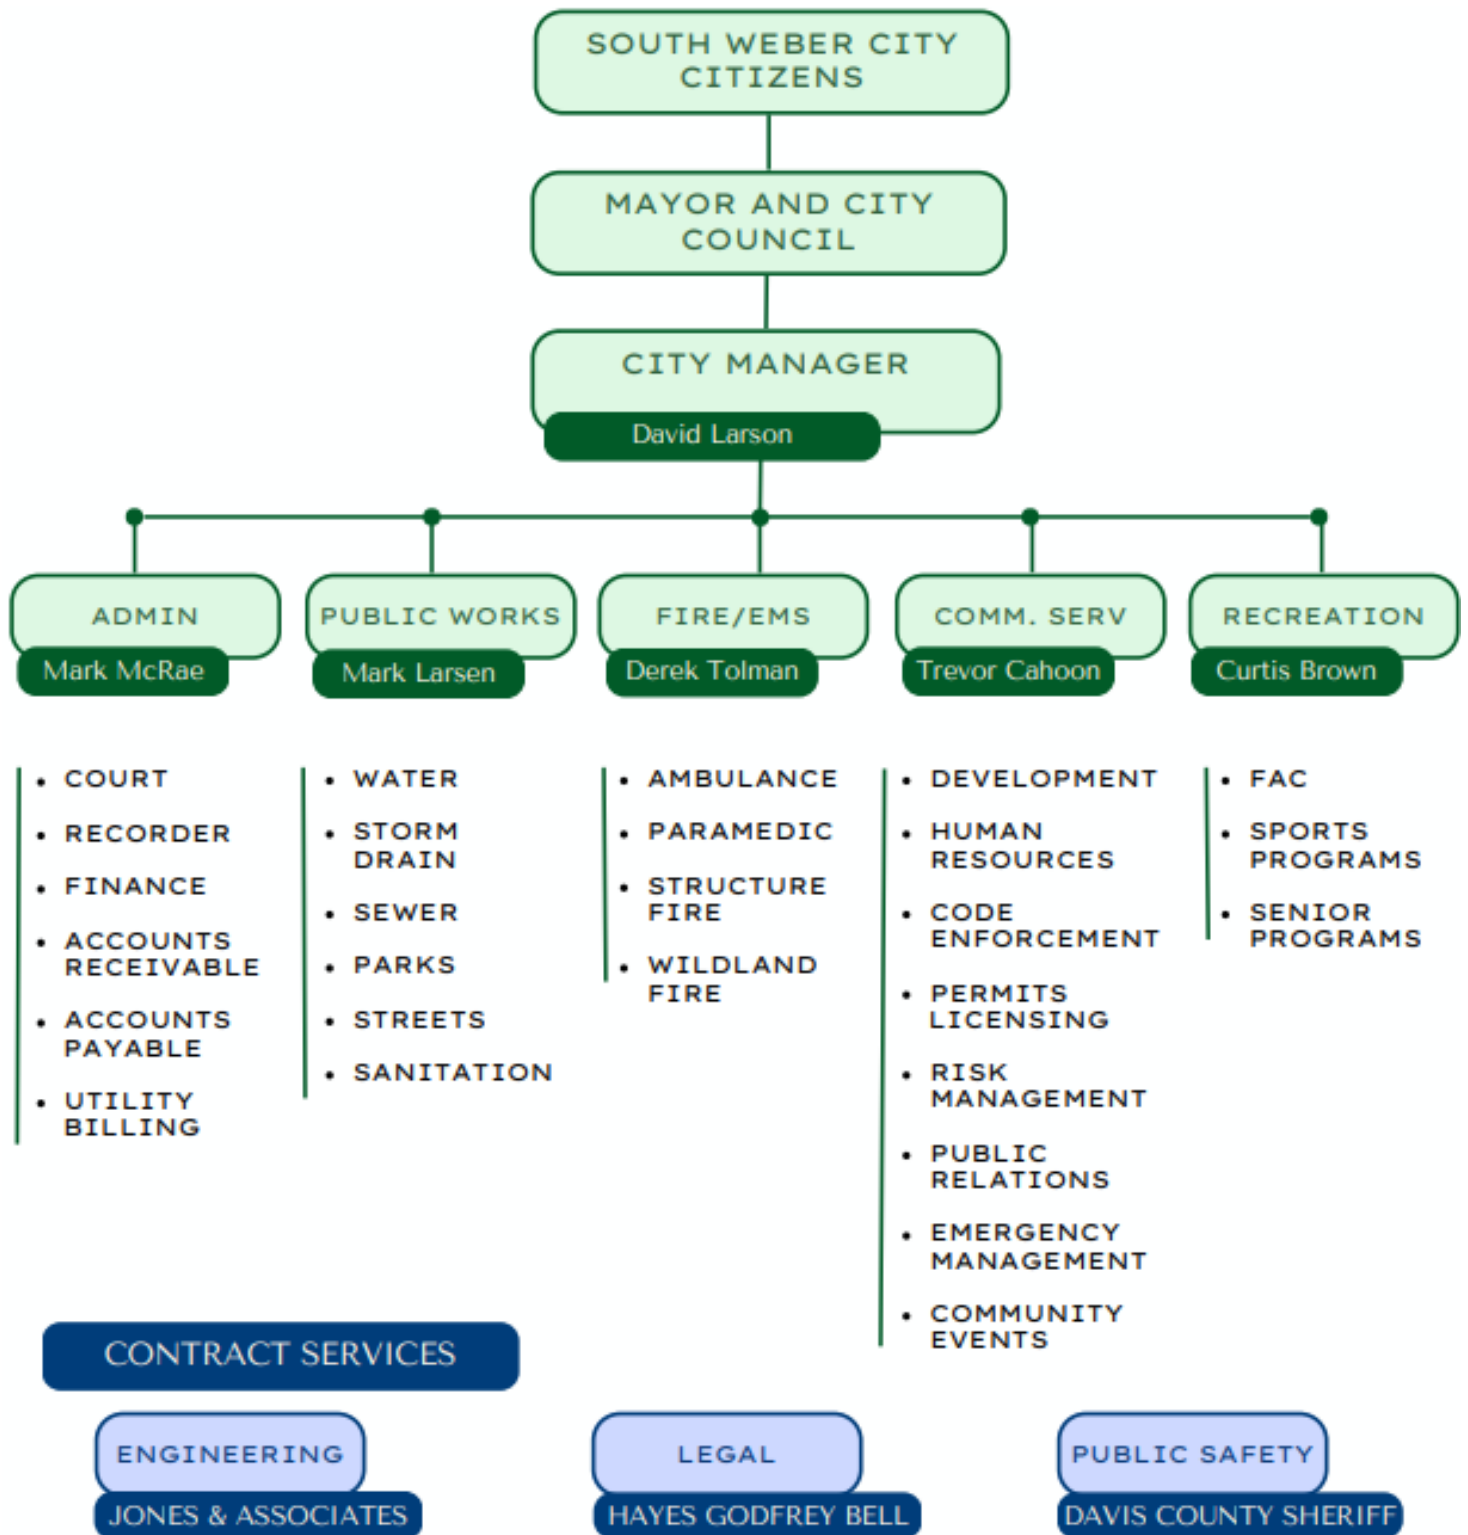 SOUTH WEBER CITY
CITIZENS
MAYOR AND CITY
COUNCIL
CITY MANAGER
David Larson
ADMIN
Mark McRae
PUBLIC WORKS
Mark Larsen
FIRE/EMS
Derek Tolman
COMM. SERV
Trevor Cahoon
RECREATION
Curtis Brown
• COURT
• RECORDER
• FINANCE
• ACCOUNTS
RECEIVABLE
• ACCOUNTS
PAYABLE
• UTILITY
BILLING
• WATER
• STORM
DRAIN
• SEWER
• PARKS
• STREETS
• SANITATION
• AMBULANCE
• PARAMEDIC
• STRUCTURE
FIRE
• WILDLAND
FIRE
• DEVELOPMENT
• HUMAN
RESOURCES
• CODE
ENFORCEMENT
• PERMITS
LICENSING
• RISK
MANAGEMENT
• PUBLIC
RELATIONS
• EMERGENCY
MANAGEMENT
• COMMUNITY
EVENTS
• FAC
• SPORTS
PROGRAMS
• SENIOR
PROGRAMS
CONTRACT SERVICES
ENGINEERING
JONES & ASSOCIATES
LEGAL
HAYES GODFREY BELL
PUBLIC SAFETY
DAVIS COUNTY SHERIFF